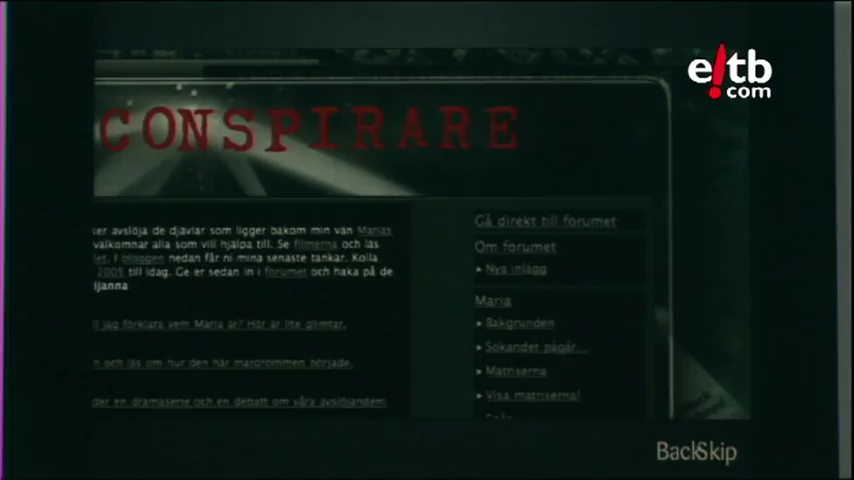 e!tb
.com
CONSPIRARE
ker avslöja de djävlar som ligger bakom min vän Marias
välkomnar alla som vill hjälpa till. Se filmerna och läs
let. I bloggen nedan får ni mina senaste tankar. Kolla
2005 till idag. Ge er sedan in i forumet och haka på de
ljanna
ll jag förklara vem Maria är? Här är lite glimtar.
n och läs om hur den här mardrömmen började.
der en dramasene och en debatt om våra avslöjanden!
Gå direkt till forumet
Om forumet
Nya inlägg
Maria
Bakgrunden
Sökandet pågår...
Matriserna
Visa matriserna!
Back
Skip